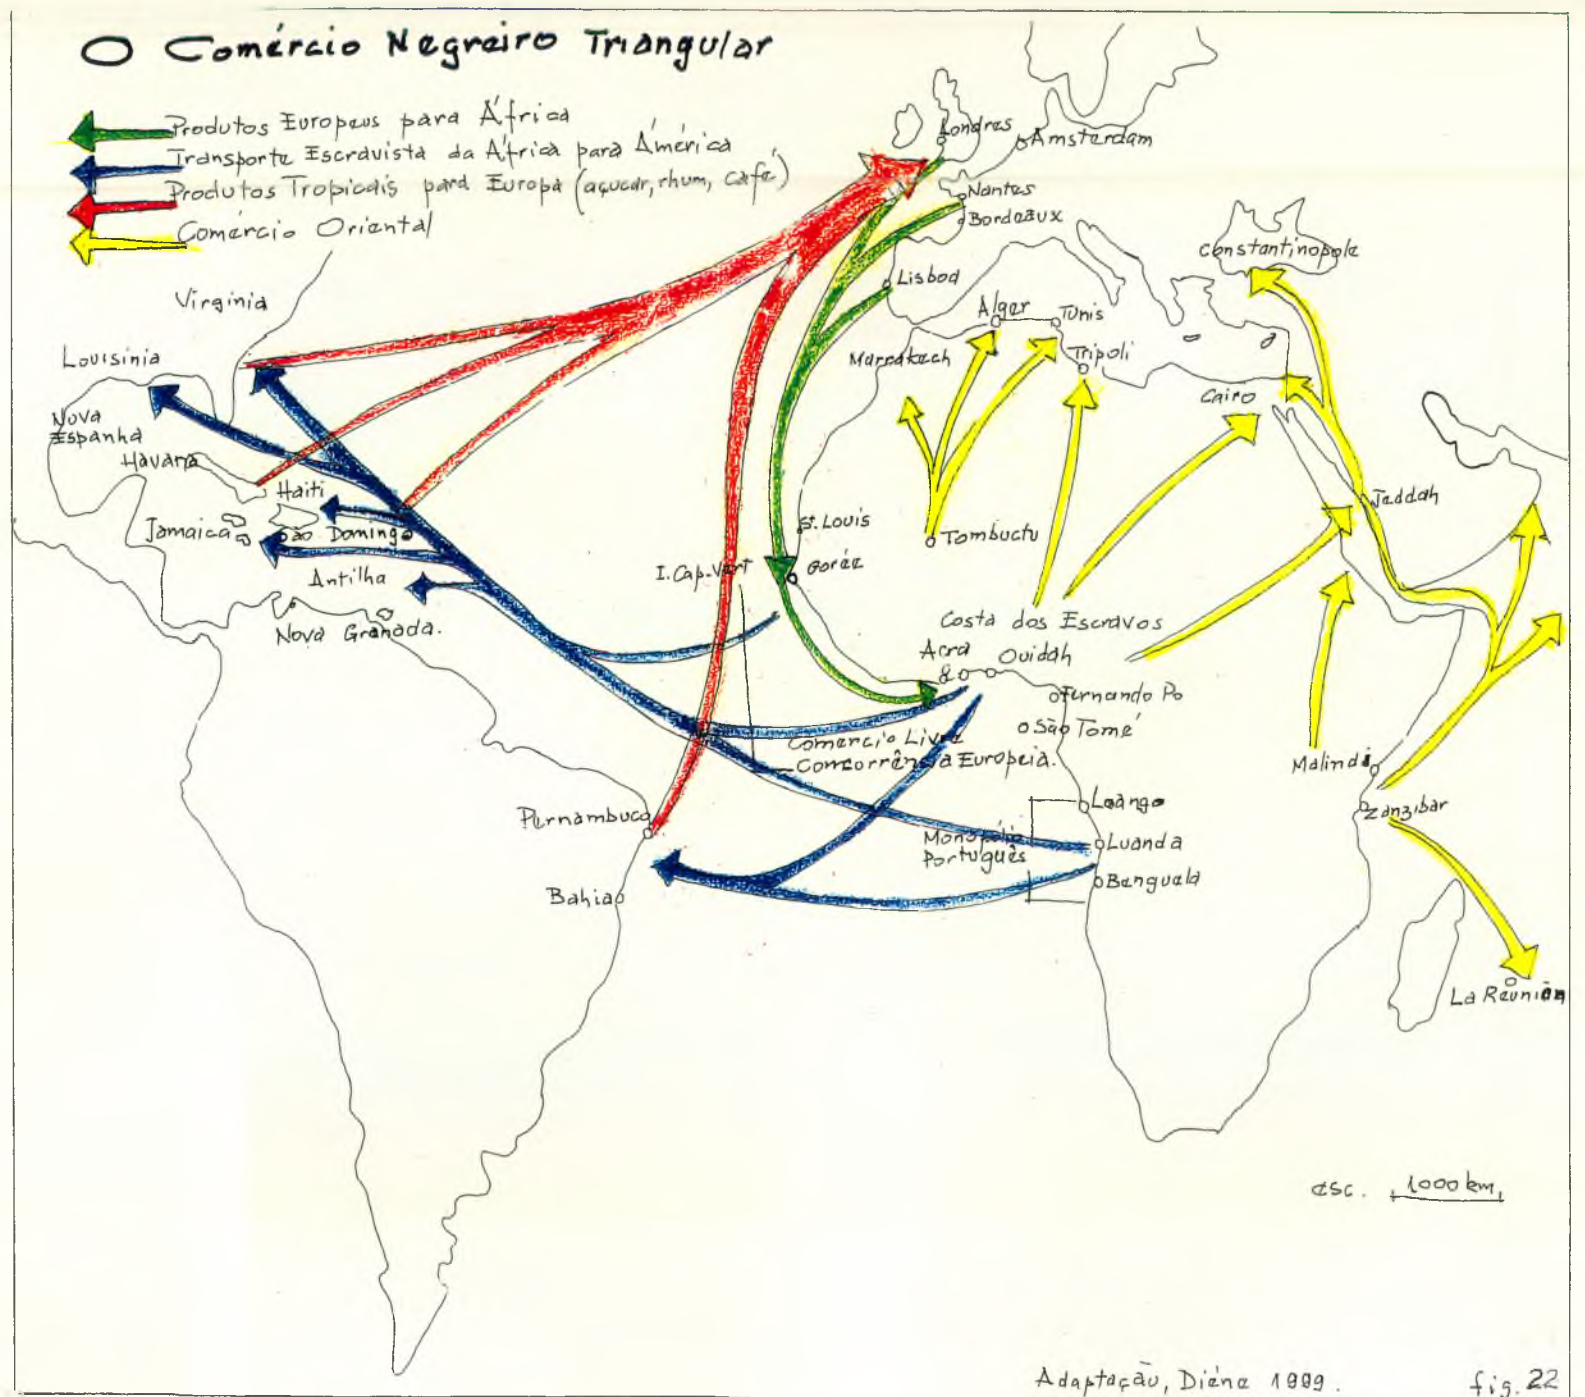 O Comércio Negreiro Triangular
Produtos Europeus para África
Transporte Escravista da África para América
Produtos Tropicais para Europa (açucar, rhum, café)
Comércio Oriental
Londres
Amsterdam
Nantes
Bordeaux
Lisboa
Constantinople
Virginia
Alger
Tunis
Marrakech
Tripoli
Louisinia
Cairo
Nova
Espanha
Havana
Haiti
Jeddah
Jamaica
São Domingo
St. Louis
Tombuctu
I. Cap-Vert
Gorée
Antilha
Nova Granada.
Costa dos Escravos
Acra
&
Ouidah
Fernando Po
São Tomé
Comercio Livre
Concorrência Europeia.
Malindi
Pernambuco
Loango
Zanzibar
Monopólio
Português
Luanda
Benguela
Bahia
La Reunion
esc. 1000 km
Adaptação, Diéne 1999. fig. 22